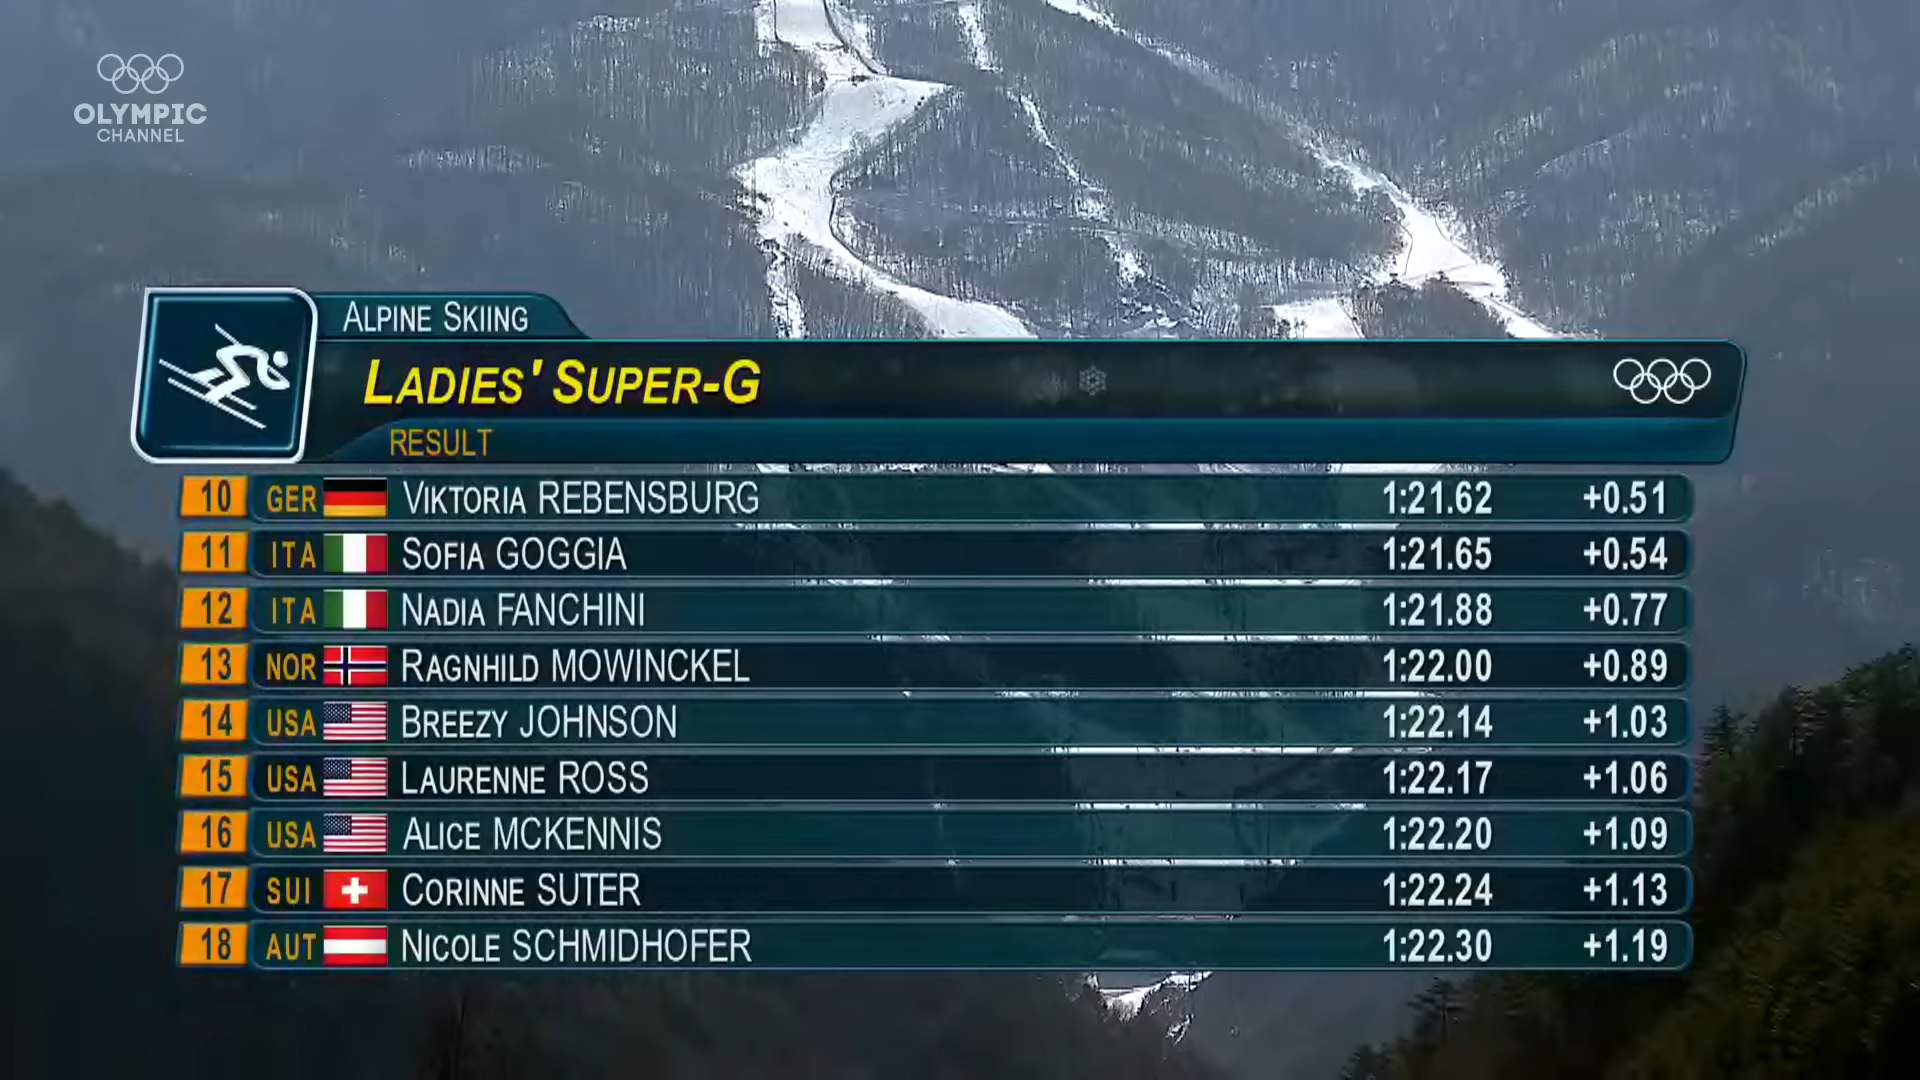 OLYMPIC
CHANNEL
ALPINE SKIING
LADIES' SUPER-G
RESULT
10 GER VIKTORIA REBENSBURG 1:21.62 +0.51
11 ITA SOFIA GOGGIA 1:21.65 +0.54
12 ITA NADIA FANCHINI 1:21.88 +0.77
13 NOR RAGNHILD MOWINCKEL 1:22.00 +0.89
14 USA BREEZY JOHNSON 1:22.14 +1.03
15 USA LAURENNE ROSS 1:22.17 +1.06
16 USA ALICE MCKENNIS 1:22.20 +1.09
17 SUI CORINNE SUTER 1:22.24 +1.13
18 AUT NICOLE SCHMIDHOFER 1:22.30 +1.19